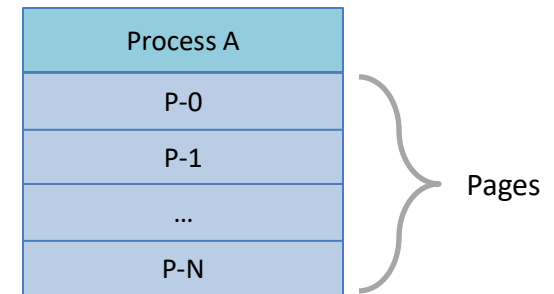 Process A
P-0
P-1
…
P-N
Pages